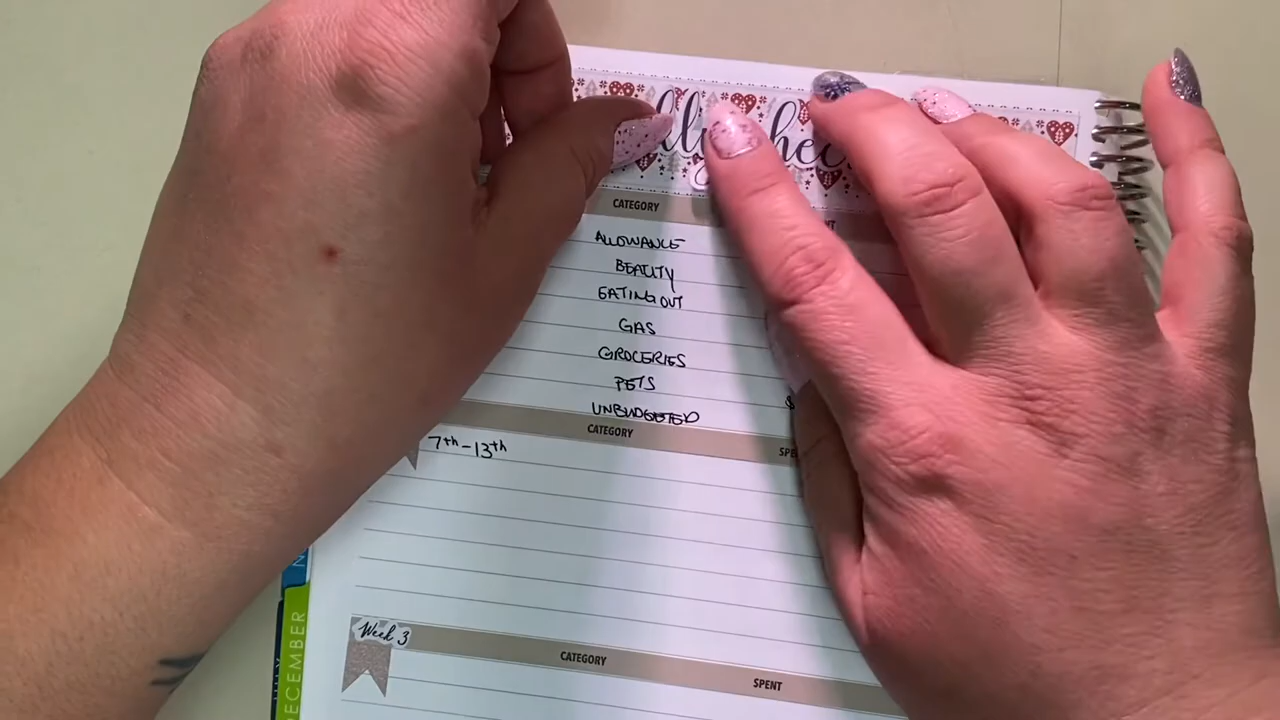 CATEGORY
ALLOWANCE
BEAUTY
EATING OUT
GAS
GROCERIES
PETS
UNBUDGETED $
CATEGORY
7th-13th
Week 3
CATEGORY
SPENT
DECEMBER